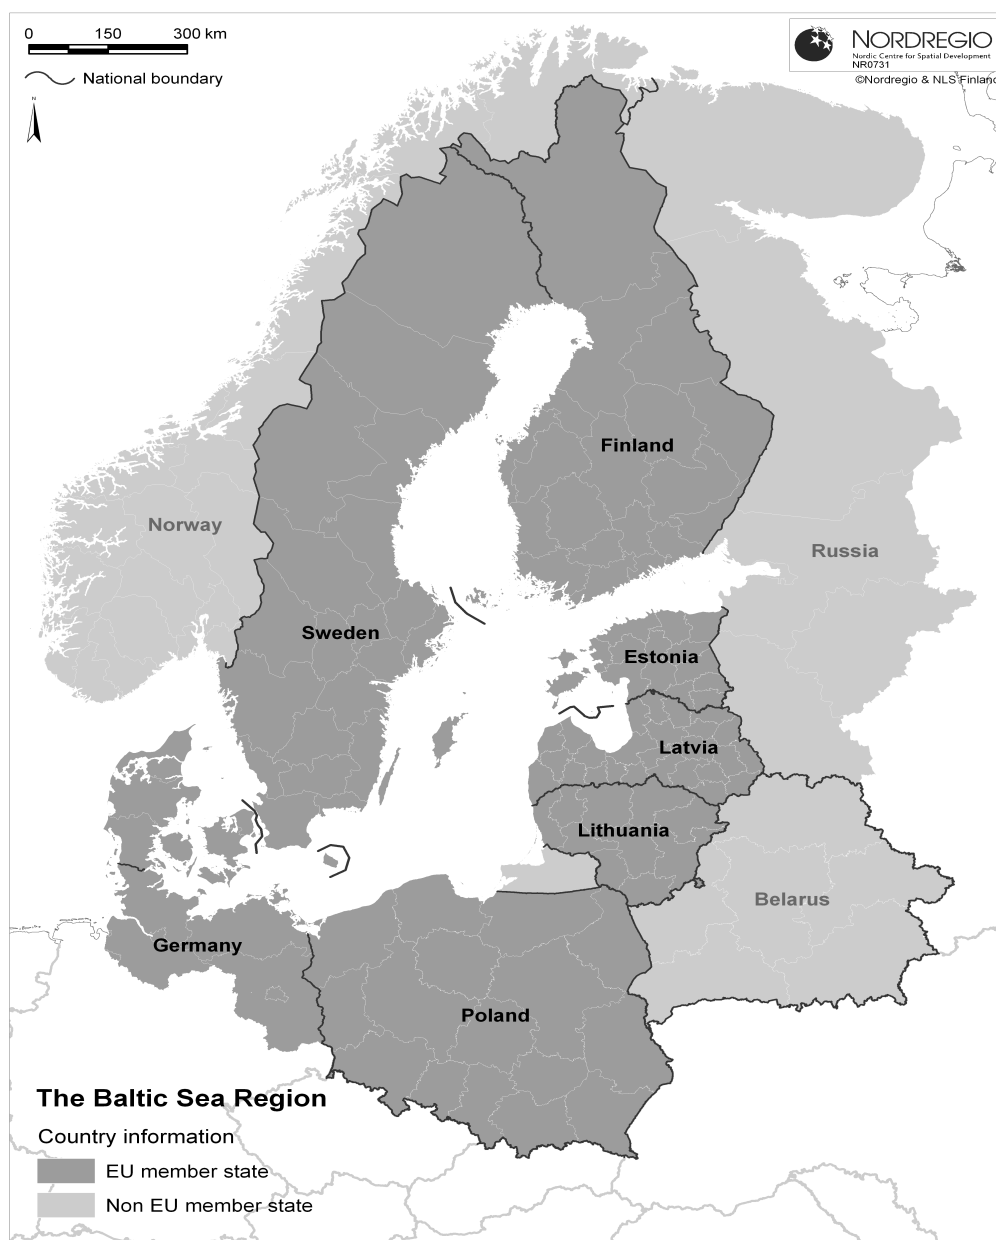 0 150 300 km
National boundary
N
NORDREGIO
Nordic Centre for Spatial Development
NR0731
©Nordregio & NLS Finland
Finland
Norway
Russia
Sweden
Estonia
Latvia
Lithuania
Belarus
Germany
Poland
The Baltic Sea Region
Country information
EU member state
Non EU member state